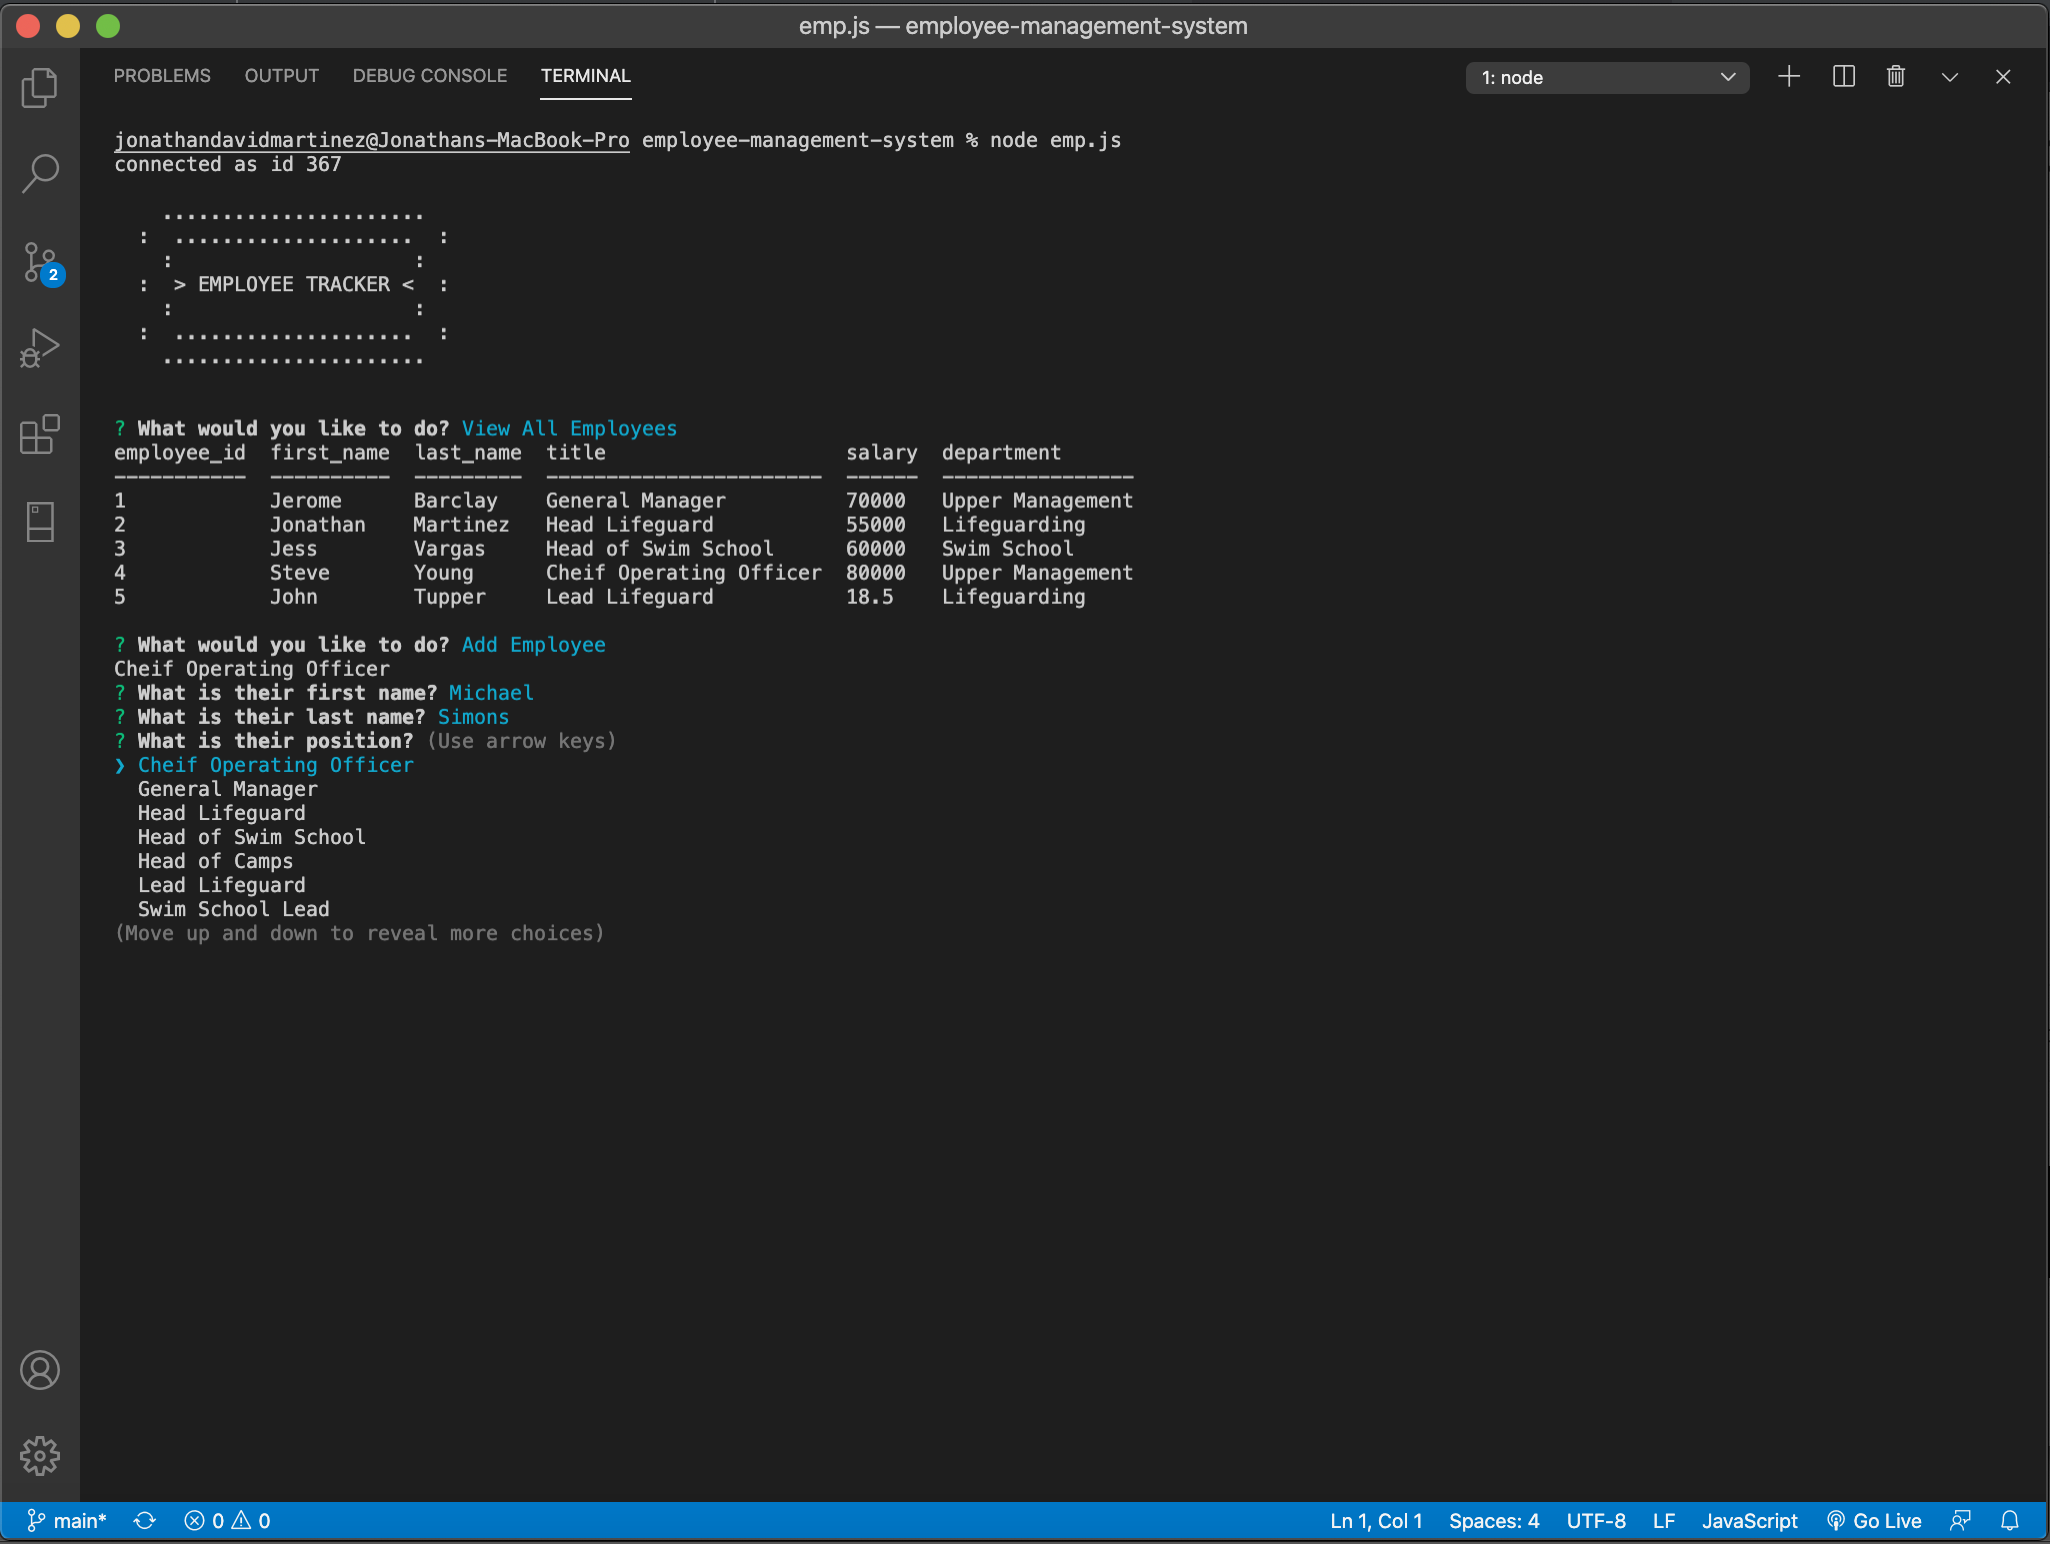 emp.js — employee-management-system
PROBLEMS OUTPUT DEBUG CONSOLE TERMINAL 1: node
jonathandavidmartinez@Jonathans-MacBook-Pro employee-management-system % node emp.js
connected as id 367
......................
: .................... :
: :
: > EMPLOYEE TRACKER < :
: :
: .................... :
......................
? What would you like to do? View All Employees
employee_id first_name last_name title salary department
----------- ---------- --------- ----------------------- ------ ----------------
1 Jerome Barclay General Manager 70000 Upper Management
2 Jonathan Martinez Head Lifeguard 55000 Lifeguarding
3 Jess Vargas Head of Swim School 60000 Swim School
4 Steve Young Cheif Operating Officer 80000 Upper Management
5 John Tupper Lead Lifeguard 18.5 Lifeguarding
? What would you like to do? Add Employee
Cheif Operating Officer
? What is their first name? Michael
? What is their last name? Simons
? What is their position? (Use arrow keys)
❯ Cheif Operating Officer
General Manager
Head Lifeguard
Head of Swim School
Head of Camps
Lead Lifeguard
Swim School Lead
(Move up and down to reveal more choices)
2
main* 0 0 Ln 1, Col 1 Spaces: 4 UTF-8 LF JavaScript Go Live